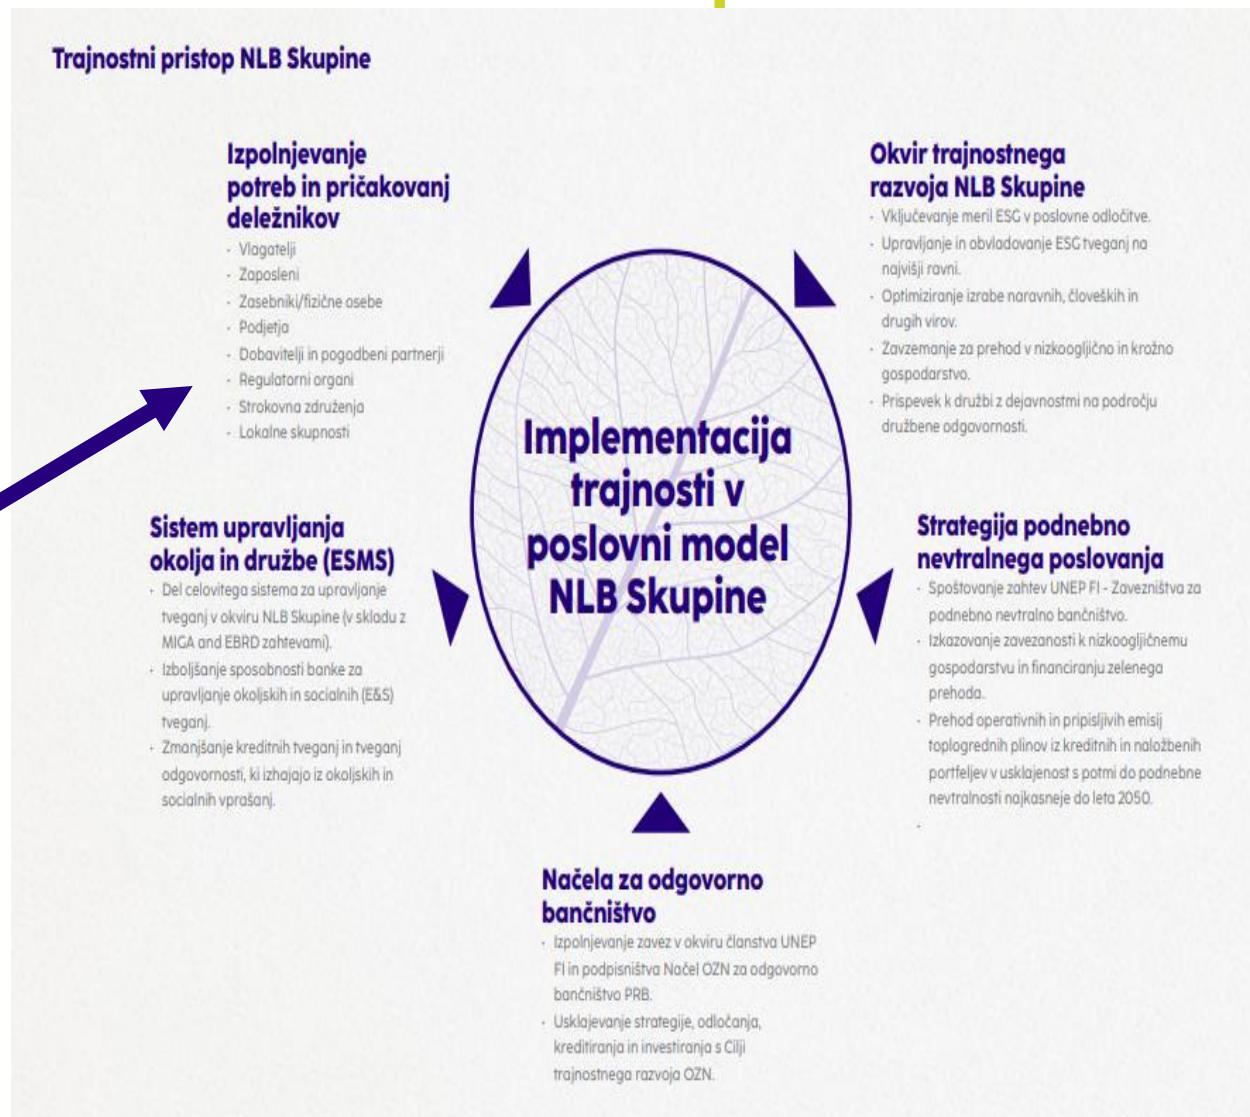 Trajnostni pristop NLB Skupine
Izpolnjevanje
potreb in pričakovanj
deležnikov
· Vlagatelji
· Zaposleni
· Zasebniki/fizične osebe
· Podjetja
· Dobavitelji in pogodbeni partnerji
· Regulatorni organi
· Strokovna združenja
· Lokalne skupnosti
Okvir trajnostnega
razvoja NLB Skupine
· Vključevanje meril ESG v poslovne odločitve.
· Upravljanje in obvladovanje ESG tveganj na
najvišji ravni.
· Optimiziranje izrabe naravnih, človeških in
drugih virov.
· Zavzemanje za prehod v nizkoogljično in krožno
gospodarstvo.
· Prispevek k družbi z dejavnostmi na področju
družbene odgovornosti.
Implementacija
trajnosti v
poslovni model
NLB Skupine
Sistem upravljanja
okolja in družbe (ESMS)
· Del celovitega sistema za upravljanje
tveganj v okviru NLB Skupine (v skladu z
MIGA and EBRD zahtevami).
· Izboljšanje sposobnosti banke za
upravljanje okoljskih in socialnih (E&S)
tveganj.
· Zmanjšanje kreditnih tveganj in tveganj
odgovornosti, ki izhajajo iz okoljskih in
socialnih vprašanj.
Strategija podnebno
nevtralnega poslovanja
· Spoštovanje zahtev UNEP FI - Zavezništva za
podnebno nevtralno bančništvo.
· Izkazovanje zavezanosti k nizkoogljičnemu
gospodarstvu in financiranju zelenega
prehoda.
· Prehod operativnih in pripisljivih emisij
toplogrednih plinov iz kreditnih in naložbenih
portfeljev v usklajenost s potmi do podnebne
nevtralnosti najkasneje do leta 2050.
·
Načela za odgovorno
bančništvo
· Izpolnjevanje zavez v okviru članstva UNEP
FI in podpisništva Načel OZN za odgovorno
bančništvo PRB.
· Usklajevanje strategije, odločanja,
kreditiranja in investiranja s Cilji
trajnostnega razvoja OZN.